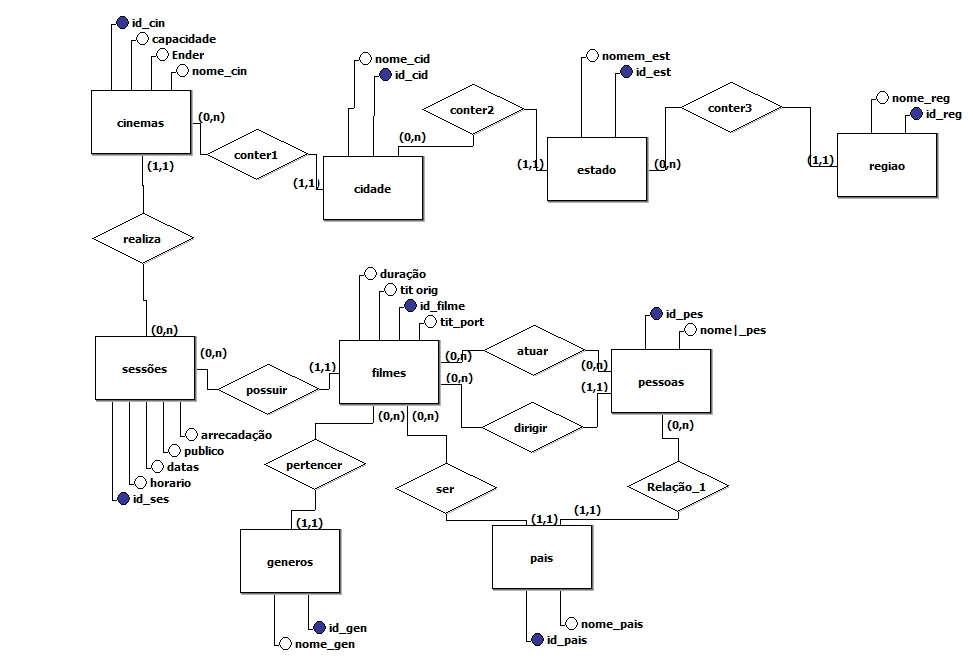 id_cin
capacidade
Ender
nome_cin
cinemas
(0,n)
conter1
(1,1)
nome_cid
id_cid
cidade
(0,n)
conter2
(1,1)
nomem_est
id_est
estado
(0,n)
conter3
(1,1)
nome_reg
id_reg
regiao
(1,1)
realiza
(0,n)
sessões
(0,n)
possuir
(1,1)
arrecadação
publico
datas
horario
id_ses
duração
tit orig
id_filme
tit_port
filmes
(0,n)
atuar
(0,n)
(0,n)
dirigir
(1,1)
id_pes
nome|_pes
pessoas
(0,n)
Relação_1
(1,1)
(0,n)
(0,n)
pertencer
ser
(1,1)
(1,1)
generos
id_gen
nome_gen
pais
nome_pais
id_pais